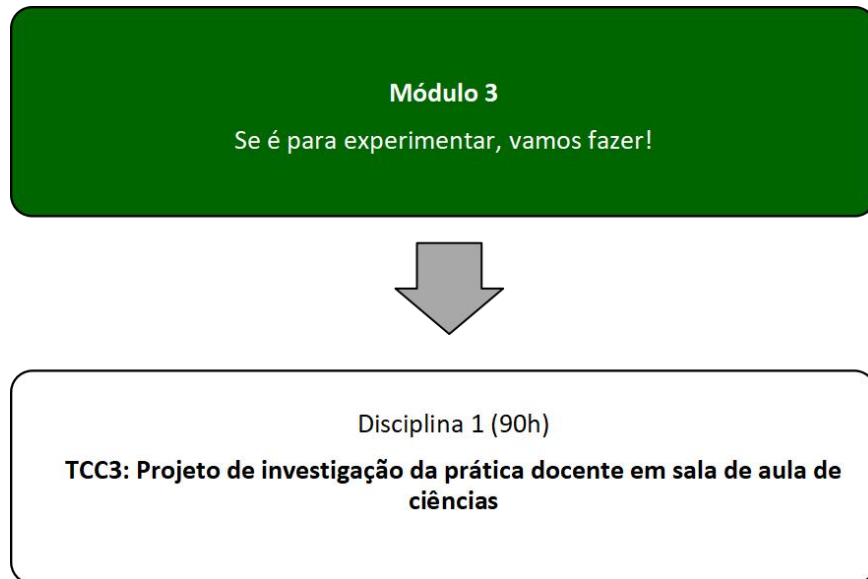 Módulo 3
Se é para experimentar, vamos fazer!
Disciplina 1 (90h)
TCC3: Projeto de investigação da prática docente em sala de aula de
ciências